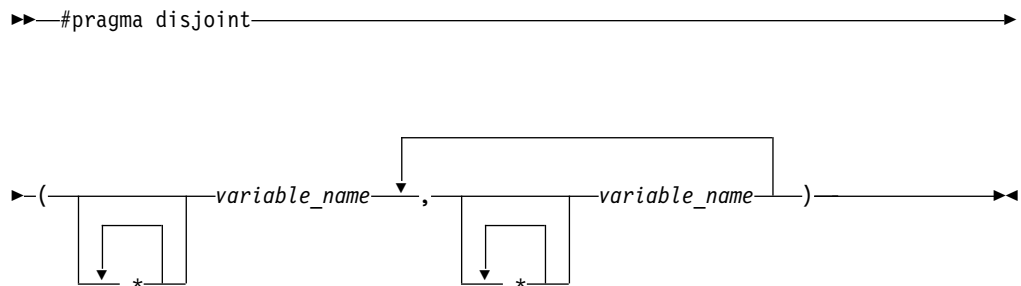 #pragma disjoint
( variable_name , variable_name )
* *